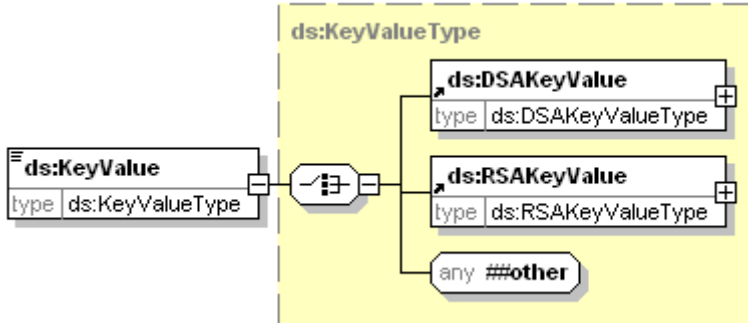 ds:KeyValueType
ds:DSAKeyValue
type ds:DSAKeyValueType
ds:KeyValue
type ds:KeyValueType
ds:RSAKeyValue
type ds:RSAKeyValueType
any ##other